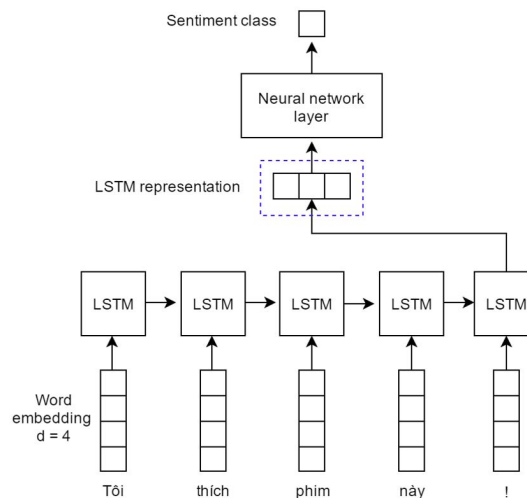 Sentiment class
Neural network
layer
LSTM representation
LSTM
LSTM
LSTM
LSTM
LSTM
Word
embedding
d = 4
Tôi
thích
phim
này
!